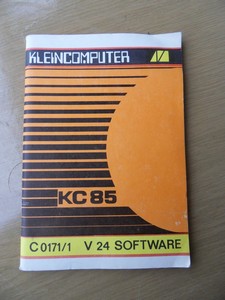 KLEINCOMPUTER
KC 85
C 0171/1 V 24 SOFTWARE